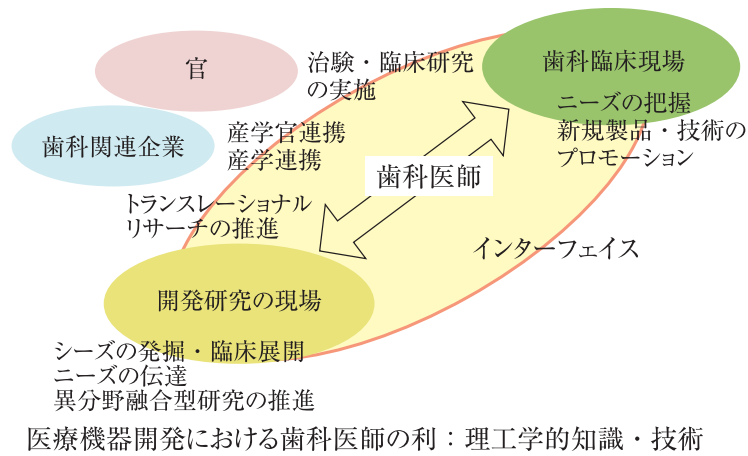 官
治験・臨床研究
の実施
歯科臨床現場
ニーズの把握
新規製品・技術の
プロモーション
歯科関連企業
産学官連携
産学連携
歯科医師
トランスレーショナル
リサーチの推進
インターフェイス
開発研究の現場
シーズの発掘・臨床展開
ニーズの伝達
異分野融合型研究の推進
医療機器開発における歯科医師の利：理工学的知識・技術